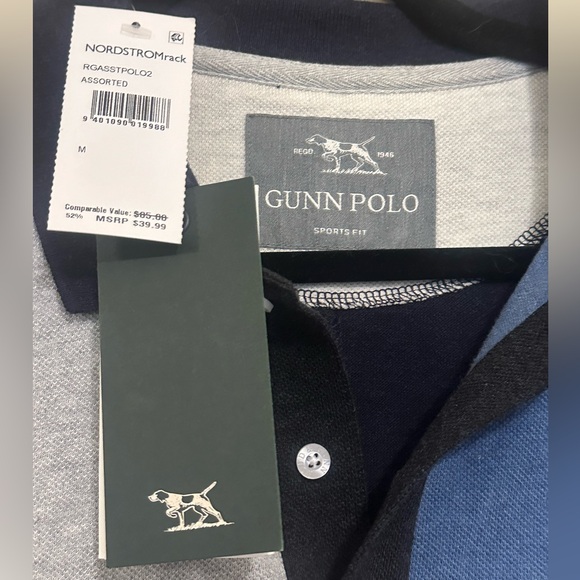 NORDSTROMrack
RGASSTPOLO2
ASSORTED
9 401090 019988
M
Comparable Value: $85.00
52% MSRP $39.99
REGD 1946
GUNN POLO
SPORTS FIT